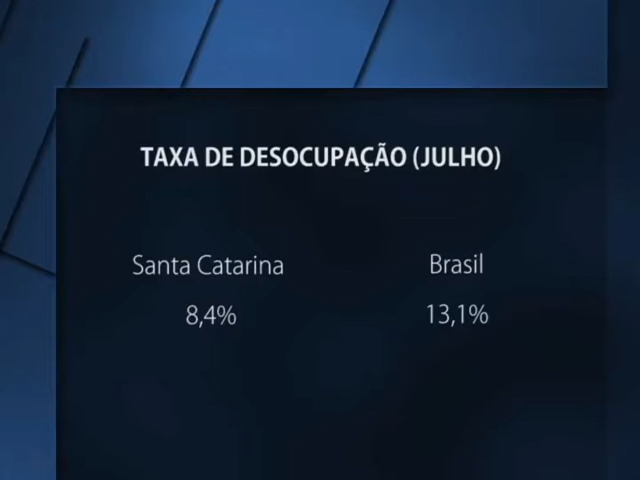 TAXA DE DESOCUPAÇÃO (JULHO)
Santa Catarina Brasil
8,4% 13,1%